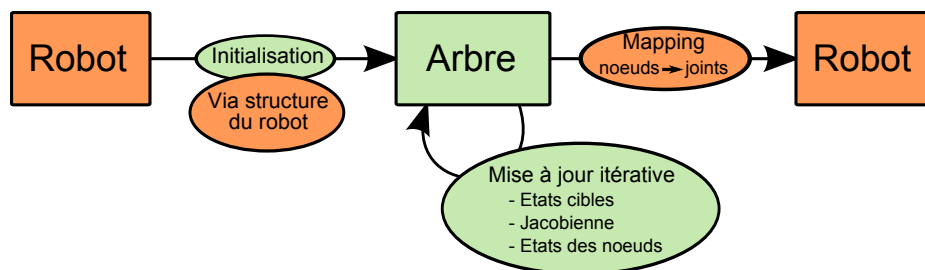 Robot
Initialisation
Via structure
du robot
Arbre
Mapping
noeuds → joints
Robot
Mise à jour itérative
- Etats cibles
- Jacobienne
- Etats des noeuds